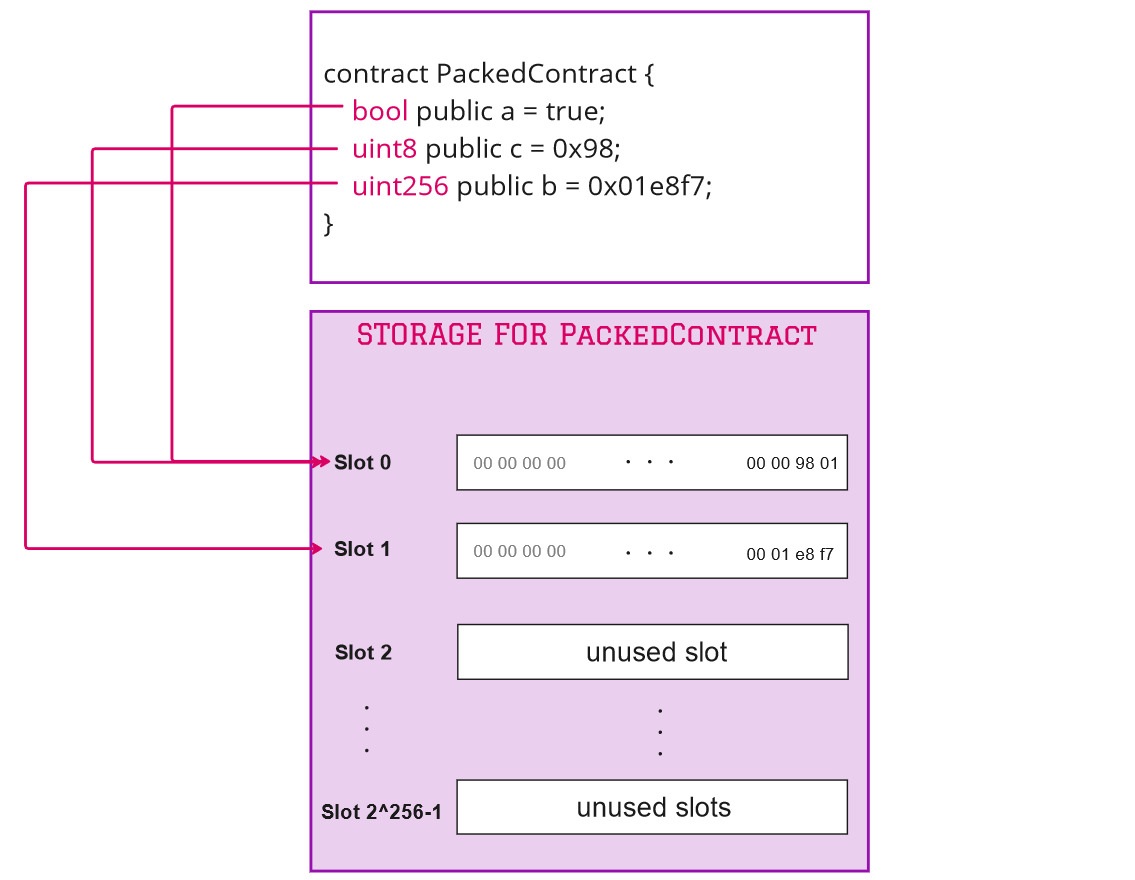 contract PackedContract {
bool public a = true;
uint8 public c = 0x98;
uint256 public b = 0x01e8f7;
}
STORAGE FOR PACKEDCONTRACT
Slot 0 00 00 00 00 . . . 00 00 98 01
Slot 1 00 00 00 00 . . . 00 01 e8 f7
Slot 2 unused slot
. .
. .
. .
Slot 2^256-1 unused slots